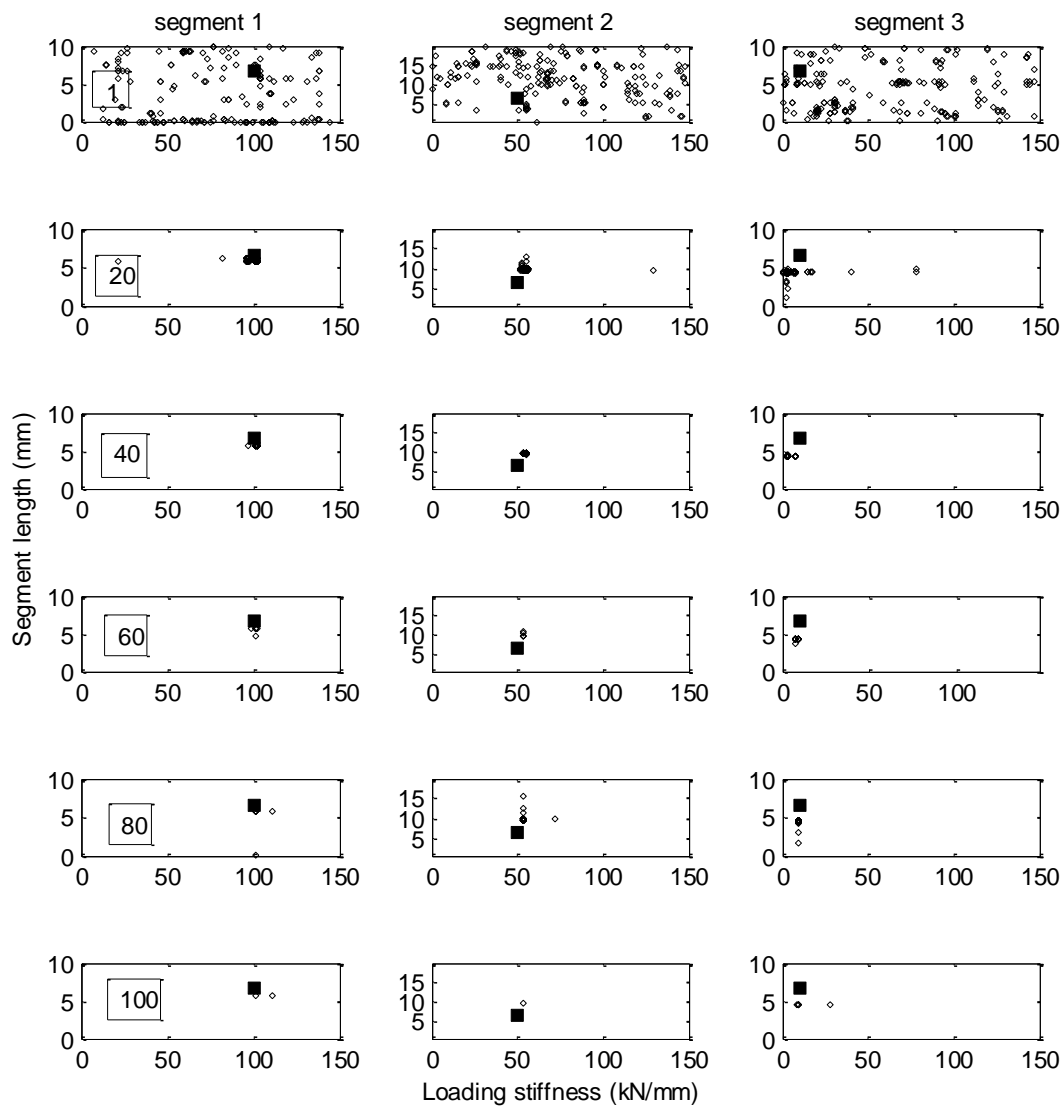 segment 1 segment 2 segment 3
10 5 0 1 0 50 100 150
15 10 5 0 50 100 150
10 5 0 0 50 100 150
10 5 0 20 0 50 100 150
15 10 5 0 50 100 150
10 5 0 0 50 100 150
10 5 0 40 0 50 100 150
15 10 5 0 50 100 150
10 5 0 0 50 100 150
Segment length (mm)
10 5 0 60 0 50 100 150
15 10 5 0 50 100 150
10 5 0 0 50 100
10 5 0 80 0 50 100 150
15 10 5 0 50 100 150
10 5 0 0 50 100 150
10 5 0 100 0 50 100 150
15 10 5 0 50 100 150
10 5 0 0 50 100 150
Loading stiffness (kN/mm)